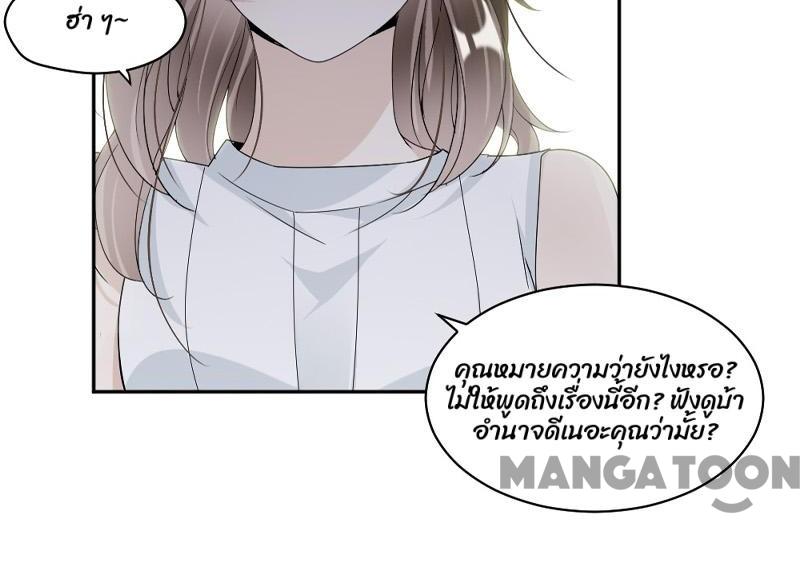 ฮ่า ๆ~
คุณหมายความว่ายังไงหรอ?
ไม่ให้พูดถึงเรื่องนี้อีก? ฟังดูบ้า
อำนาจดีเนอะคุณว่ามั้ย?
MANGATOON